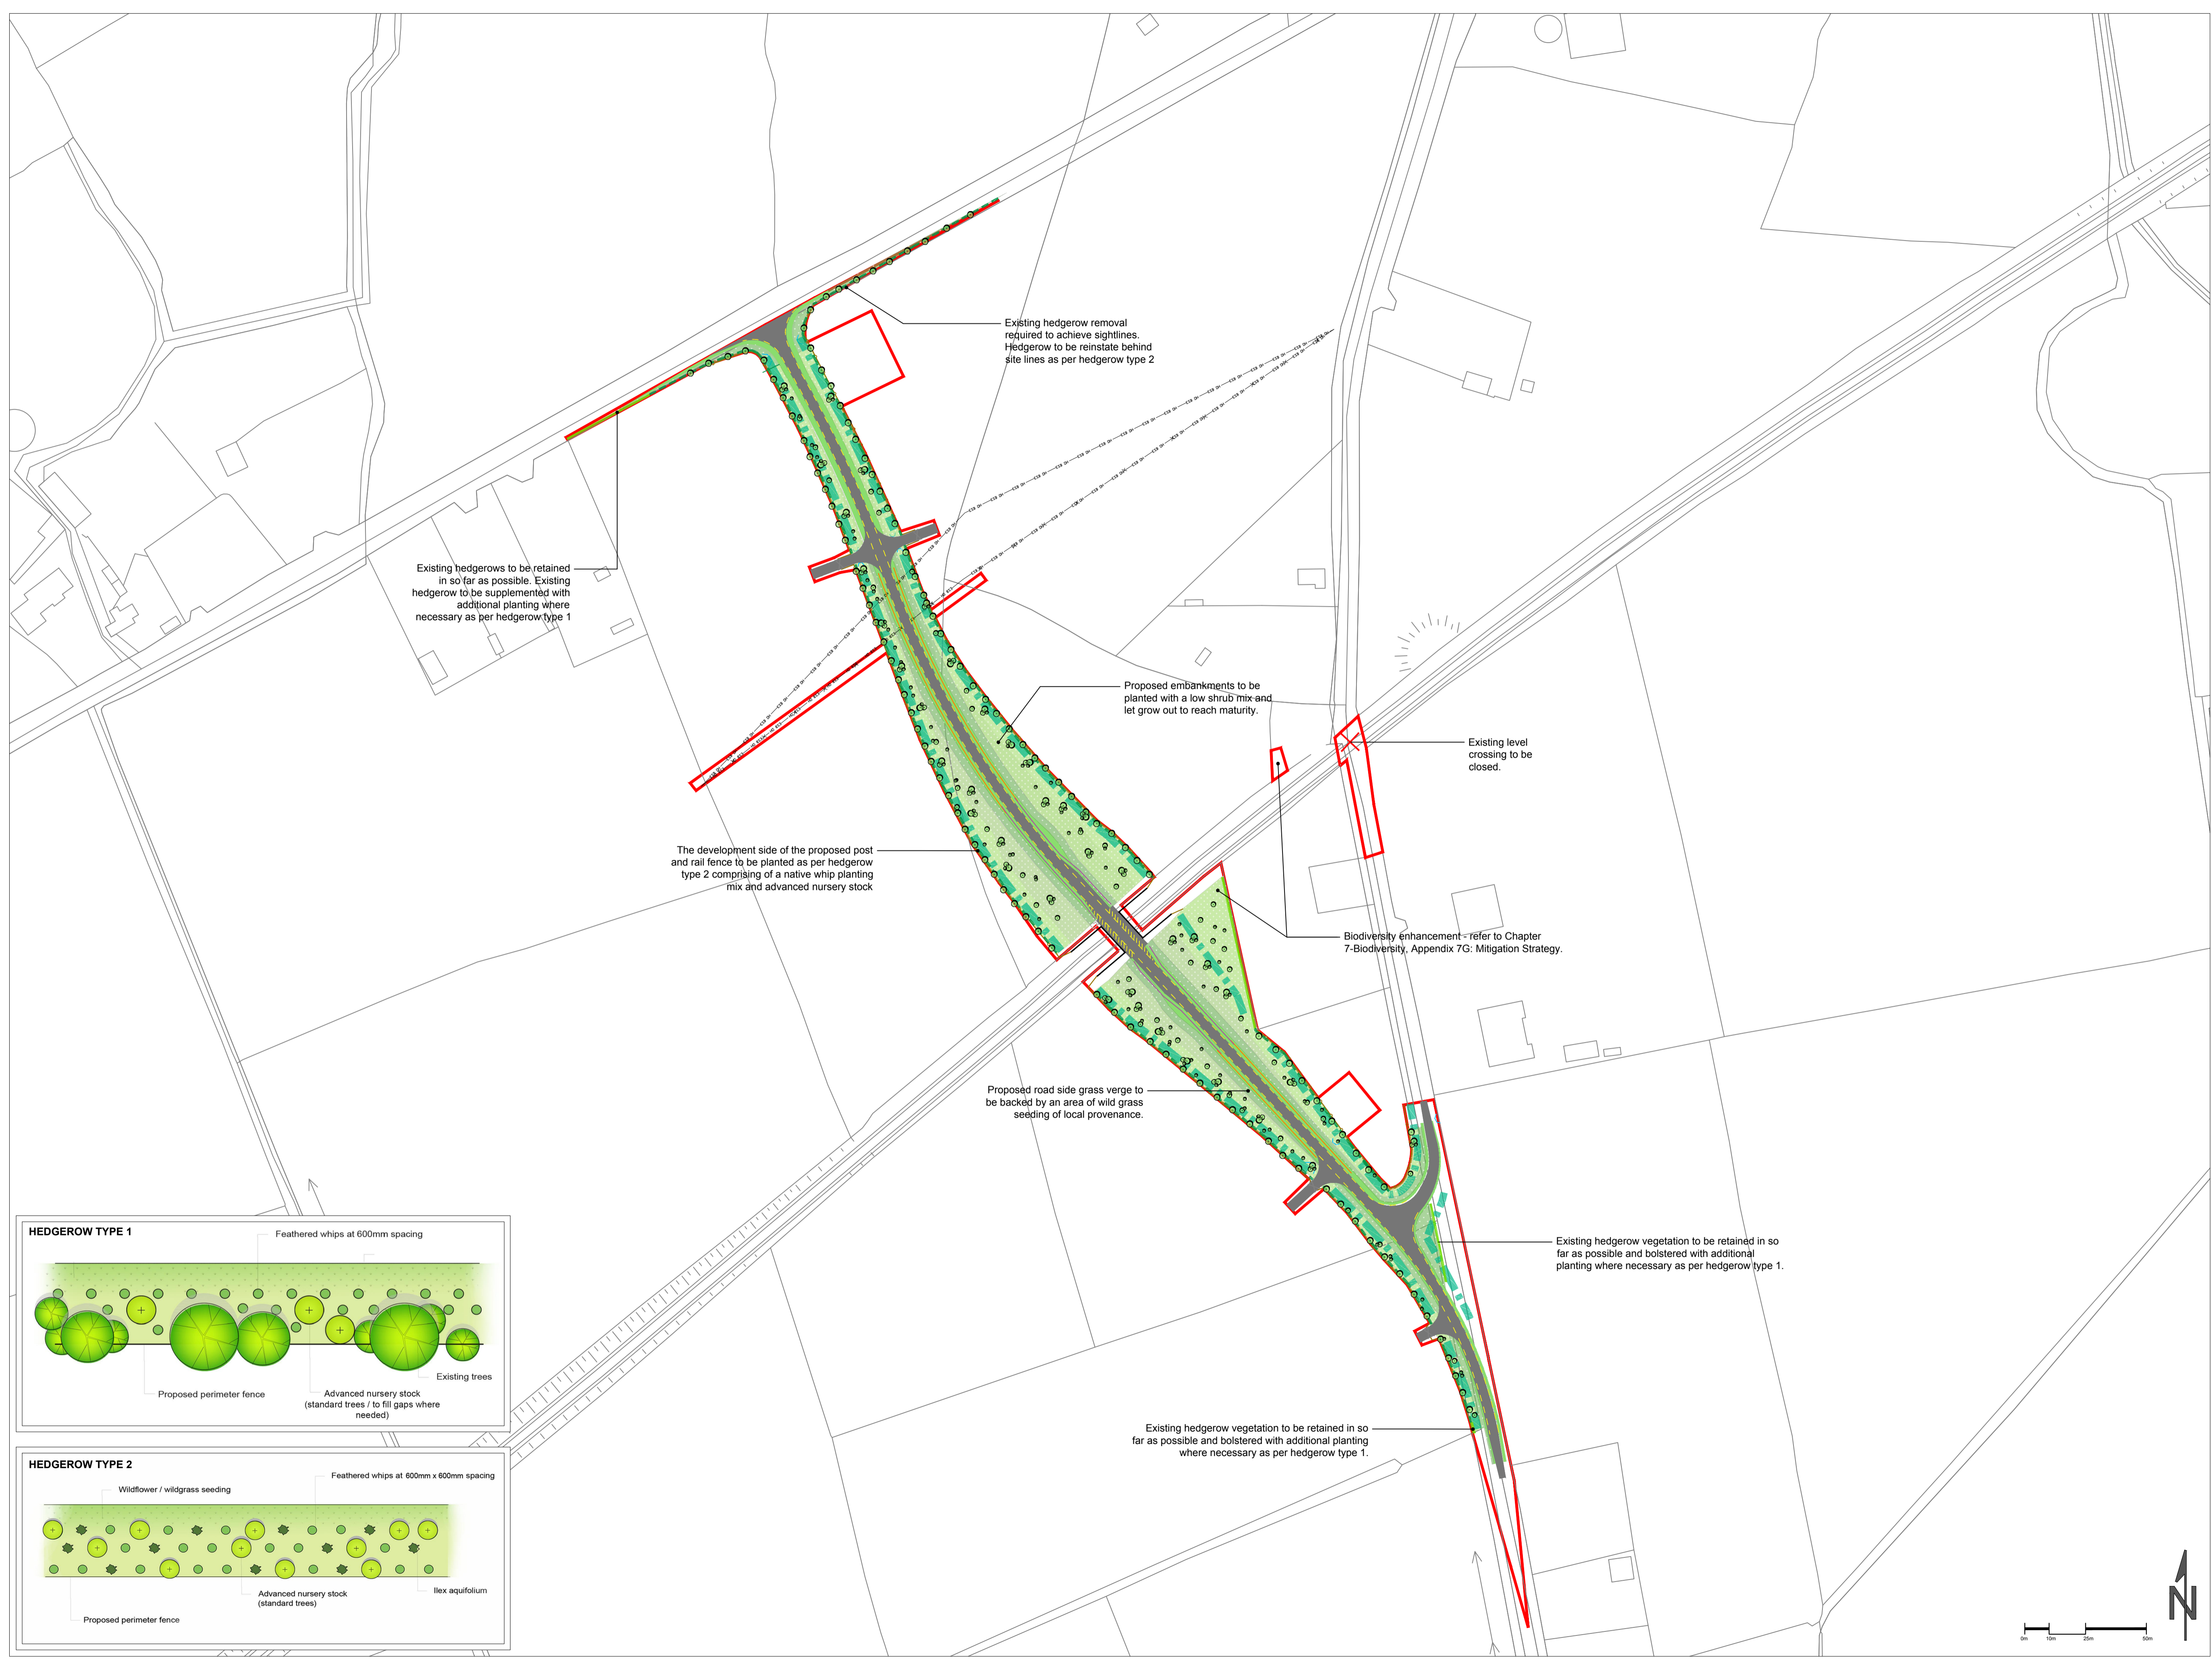 Existing hedgerow removal
required to achieve sightlines.
Hedgerow to be reinstate behind
site lines as per hedgerow type 2
Existing hedgerows to be retained
in so far as possible. Existing
hedgerow to be supplemented with
additional planting where
necessary as per hedgerow type 1
Proposed embankments to be
planted with a low shrub mix and
let grow out to reach maturity.
Existing level
crossing to be
closed.
The development side of the proposed post
and rail fence to be planted as per hedgerow
type 2 comprising of a native whip planting
mix and advanced nursery stock
Biodiversity enhancement - refer to Chapter
7-Biodiversity, Appendix 7G: Mitigation Strategy.
Proposed road side grass verge to
be backed by an area of wild grass
seeding of local provenance.
Existing hedgerow vegetation to be retained in so
far as possible and bolstered with additional
planting where necessary as per hedgerow type 1.
Existing hedgerow vegetation to be retained in so
far as possible and bolstered with additional planting
where necessary as per hedgerow type 1.
HEDGEROW TYPE 1
Feathered whips at 600mm spacing
Existing trees
Proposed perimeter fence
Advanced nursery stock
(standard trees / to fill gaps where
needed)
HEDGEROW TYPE 2
Feathered whips at 600mm x 600mm spacing
Wildflower / wildgrass seeding
Ilex aquifolium
Advanced nursery stock
(standard trees)
Proposed perimeter fence
N
0m 10m 25m 50m